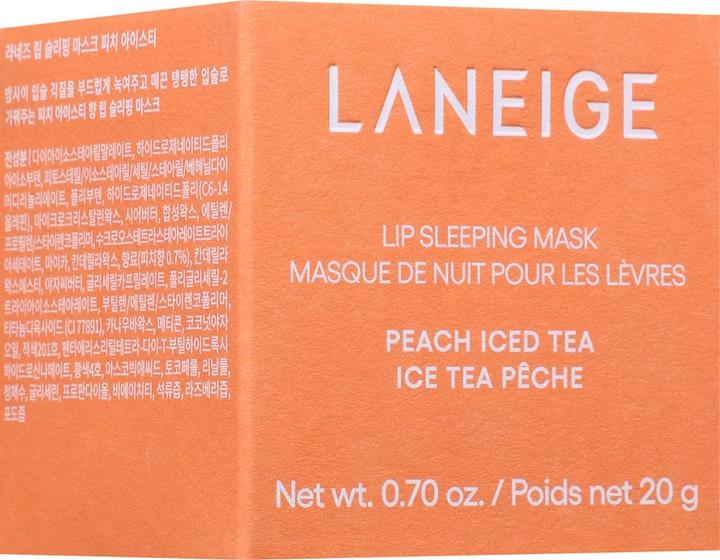 라네즈 립 슬리핑 마스크 피치 아이스티
밤사이 입술 각질을 부드럽게 녹여주고 매끈 탱탱한 입술로
가꿔주는 피치 아이스티 향 립 슬리핑 마스크
전성분 | 다이아이소스테아릴말레이트, 하이드로제네이티드폴리
아이소부텐, 피토스테릴/아이소스테아릴/세틸/스테아릴/베헤닐다이
머디리놀리에이트, 폴리부텐, 하이드로제네이티드폴리(C6-14
올레핀), 마이크로크리스탈린왁스, 시어버터, 합성왁스, 에틸렌/
프로필렌/스타이렌코폴리머, 수크로오스테트라스테아레이트트라이
아세테이트, 마이카, 칸데릴라왁스, 향료(피치향 0.7%), 칸데릴라
왁스에스터, 야자씨버터, 글리세릴카프릴레이트, 폴리글리세릴-2
트라이아이소스테아레이트, 부틸렌/에틸렌/스타이렌코폴리머,
티타늄디옥사이드 (CI 77891), 카나우바왁스, 메티콘, 코코넛야자
오일, 적색201호, 펜타에리스리틸테트라-다이-T-부틸하이드록시
하이드로신나메이트, 황색4호, 아스코빅애씨드, 토코페롤, 리날룰,
정제수, 글리세린, 프로판다이올, 비에이치티, 석류즙, 라즈베리즙,
포도즙
LANEIGE
LIP SLEEPING MASK
MASQUE DE NUIT POUR LES LÈVRES
PEACH ICED TEA
ICE TEA PÊCHE
Net wt. 0.70 oz. / Poids net 20 g